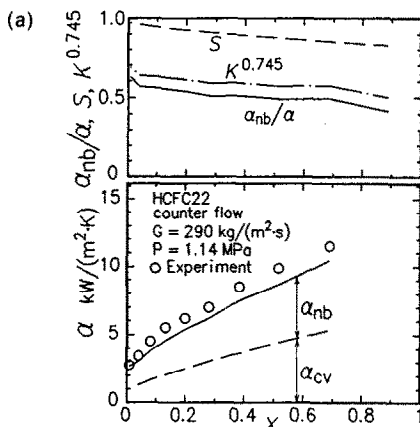 (a)
α_nb/α, S, K^0.745
1.0
0.5
0
S
K^0.745
α_nb/α
α kW/(m²·K)
15
10
5
0
HCFC22
counter flow
G = 290 kg/(m²·s)
P = 1.14 MPa
○ Experiment
α_nb
α_cv
0 0.2 0.4 0.6 0.8 1.0
X